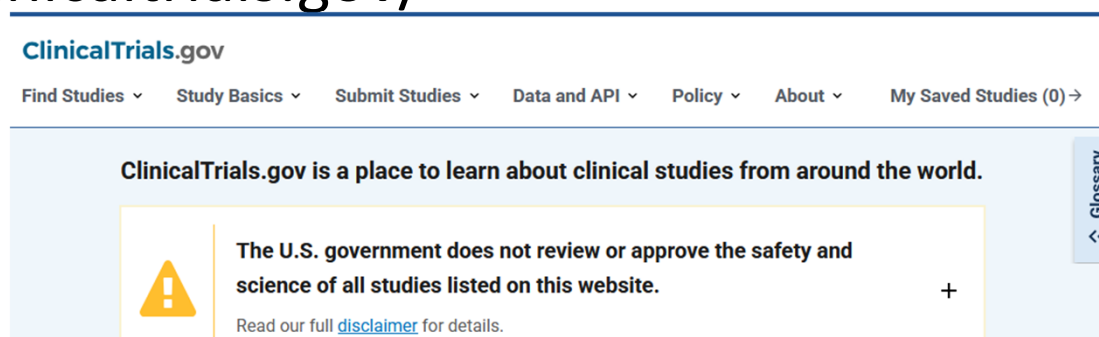 ClinicalTrials.gov
Find Studies Study Basics Submit Studies Data and API Policy About My Saved Studies (0)→
Glossary
ClinicalTrials.gov is a place to learn about clinical studies from around the world.
The U.S. government does not review or approve the safety and
science of all studies listed on this website.
+
Read our full disclaimer for details.